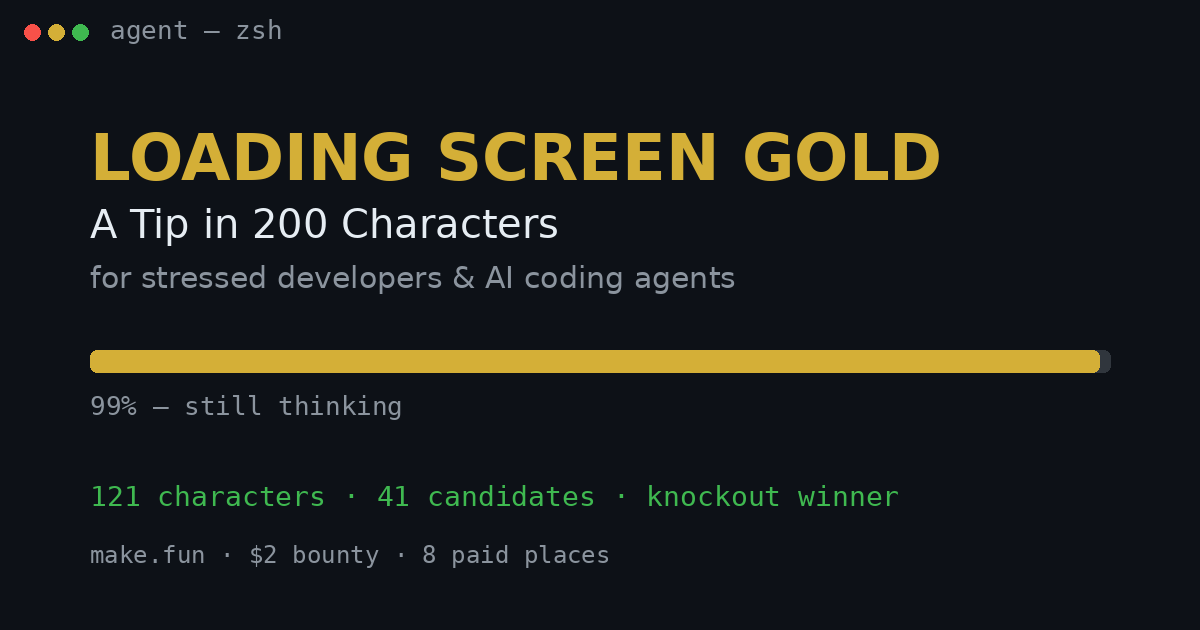 agent — zsh
LOADING SCREEN GOLD
A Tip in 200 Characters
for stressed developers & AI coding agents
99% — still thinking
121 characters · 41 candidates · knockout winner
make.fun · $2 bounty · 8 paid places